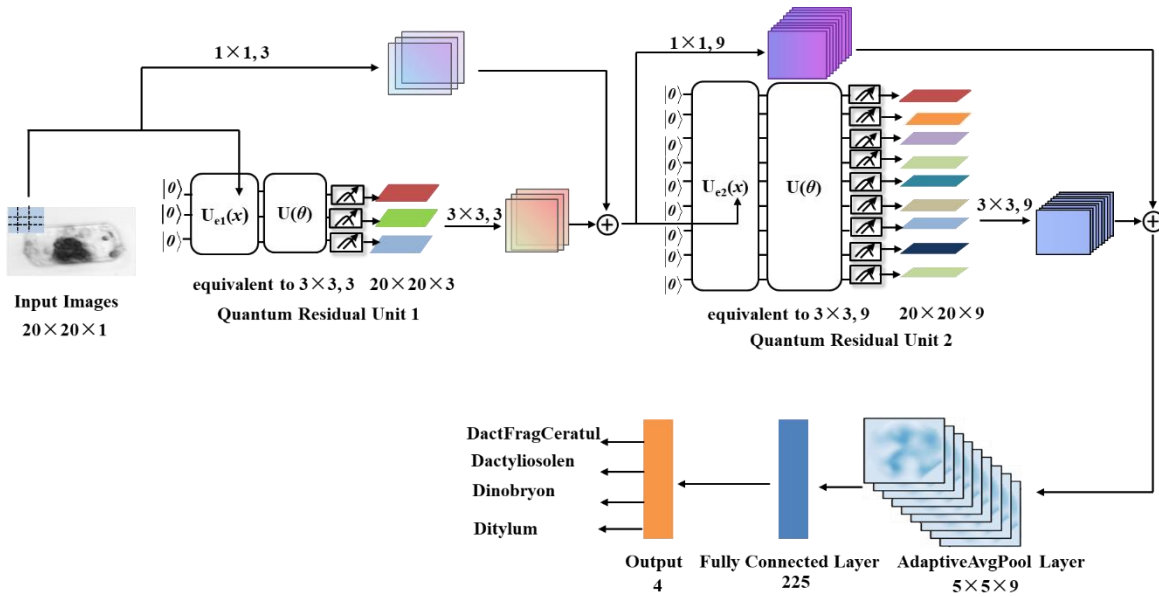 1×1, 3
|0⟩
|0⟩
|0⟩
Ue1(x)
U(θ)
3×3, 3
equivalent to 3×3, 3
20×20×3
Quantum Residual Unit 1
Input Images
20×20×1
1×1, 9
|0⟩
|0⟩
|0⟩
|0⟩
|0⟩
|0⟩
|0⟩
|0⟩
|0⟩
Ue2(x)
U(θ)
3×3, 9
equivalent to 3×3, 9
20×20×9
Quantum Residual Unit 2
DactFragCeratul
Dactyliosolen
Dinobryon
Ditylum
Output
4
Fully Connected Layer
225
AdaptiveAvgPool Layer
5×5×9